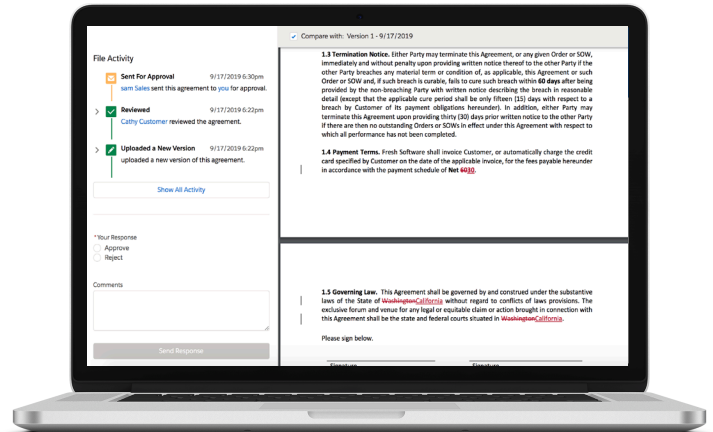 Compare with: Version 1 - 9/17/2019
File Activity
Sent For Approval 9/17/2019 6:30pm
sam Sales sent this agreement to you for approval.
Reviewed 9/17/2019 6:22pm
Cathy Customer reviewed the agreement.
Uploaded a New Version 9/17/2019 6:22pm
uploaded a new version of this agreement.
Show All Activity
*Your Response
Approve
Reject
Comments
Send Response
1.3 Termination Notice. Either Party may terminate this Agreement, or any given Order or SOW,
immediately and without penalty upon providing written notice thereof to the other Party if the
other Party breaches any material term or condition of, as applicable, this Agreement or such
Order or SOW and, if such breach is curable, fails to cure such breach within 60 days after being
provided by the non-breaching Party with written notice describing the breach in reasonable
detail (except that the applicable cure period shall be only fifteen (15) days with respect to a
breach by Customer of its payment obligations hereunder). In addition, either Party may
terminate this Agreement upon providing thirty (30) days prior written notice to the other Party
if there are then no outstanding Orders or SOWs in effect under this Agreement with respect to
which all performance has not been completed.
1.4 Payment Terms. Fresh Software shall invoice Customer, or automatically charge the credit
card specified by Customer on the date of the applicable invoice, for the fees payable hereunder
in accordance with the payment schedule of Net 6030.
1.5 Governing Law. This Agreement shall be governed by and construed under the substantive
laws of the State of WashingtonCalifornia without regard to conflicts of laws provisions. The
exclusive forum and venue for any legal or equitable claim or action brought in connection with
this Agreement shall be the state and federal courts situated in WashingtonCalifornia.
Please sign below.
Signature Signature